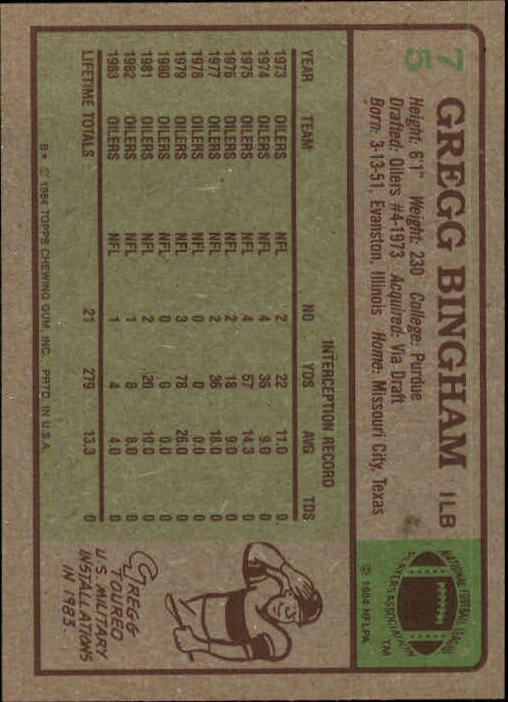 75
GREGG BINGHAM ILB
Height: 6'1" Weight: 230 College: Purdue
Drafted: Oilers #4-1973 Acquired: Via Draft
Born: 3-13-51, Evanston, Illinois Home: Missouri City, Texas
NATIONAL FOOTBALL LEAGUE
PLAYERS ASSOCIATION
TM
© 1984 NFLPA
INTERCEPTION RECORD
YEAR TEAM NO YDS AVG TDS
1973 OILERS NFL 2 22 11.0 0
1974 OILERS NFL 4 36 9.0 0
1975 OILERS NFL 4 57 14.3 0
1976 OILERS NFL 2 18 9.0 0
1977 OILERS NFL 2 36 18.0 0
1978 OILERS NFL 0 0 0.0 0
1979 OILERS NFL 3 78 26.0 0
1980 OILERS NFL 0 0 0.0 0
1981 OILERS NFL 2 20 10.0 0
1982 OILERS NFL 1 8 8.0 0
1983 OILERS NFL 1 4 4.0 0
LIFETIME TOTALS 21 279 13.3 0
GREGG
TOURED
U.S. MILITARY
INSTALLATIONS
IN 1983.
B* © 1984 TOPPS CHEWING GUM, INC. PRTD. IN U.S.A.